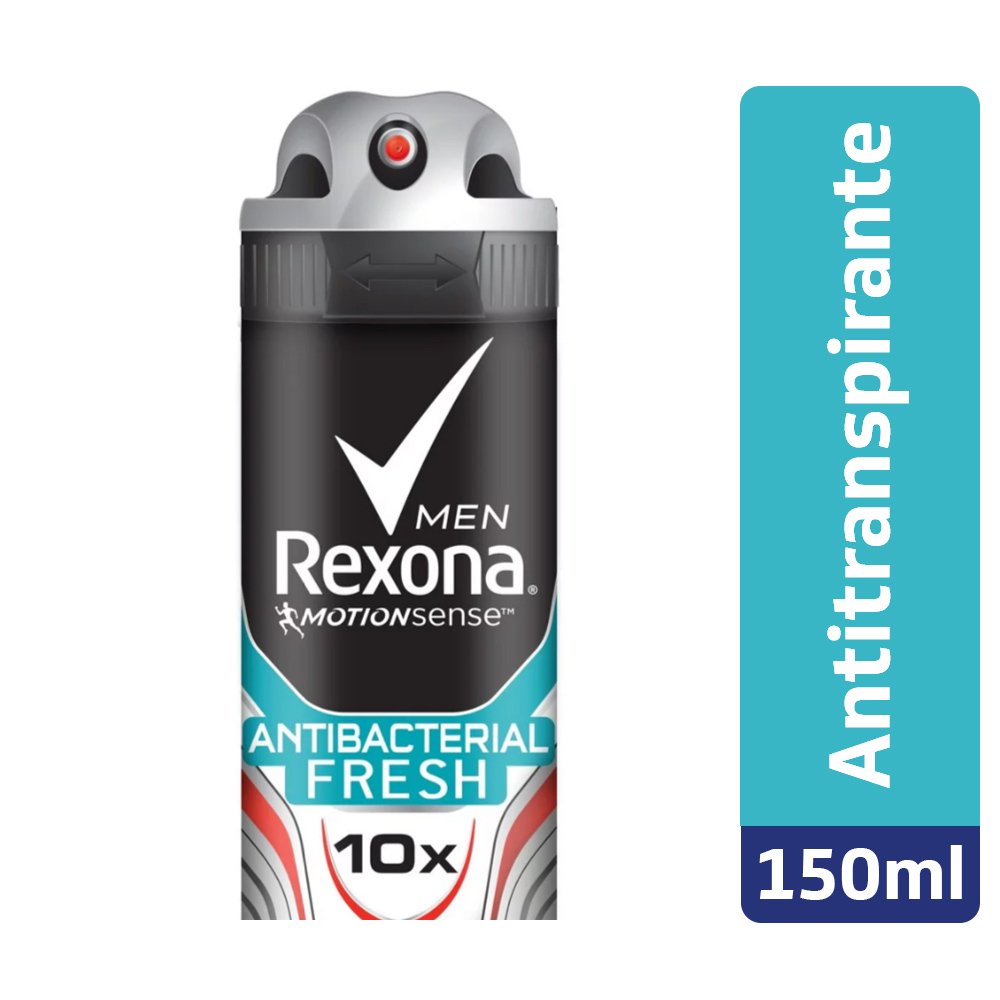 MEN
Rexona®
MOTIONsense™
ANTIBACTERIAL
FRESH
10x
Antitranspirante
150ml